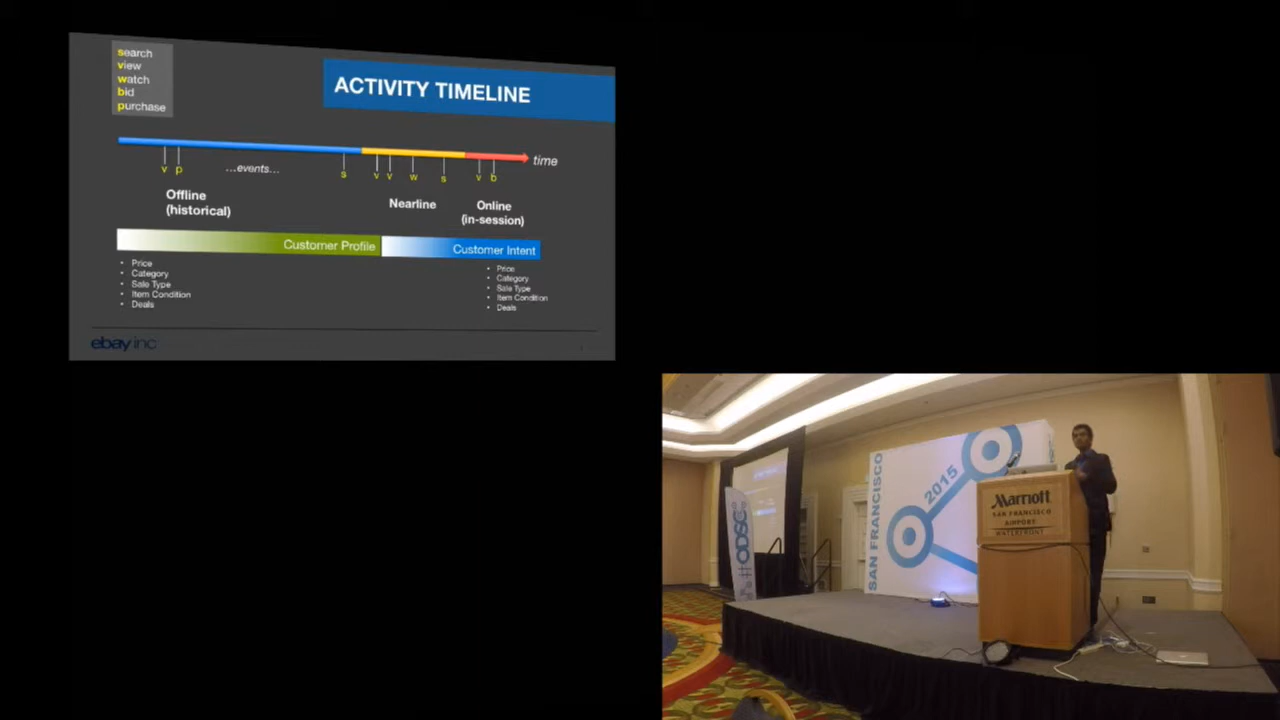 search
view
watch
bid
purchase
ACTIVITY TIMELINE
time
v p ...events... s v v w s v b
Offline
(historical)
Nearline
Online
(in-session)
Customer Profile
Customer Intent
• Price
• Category
• Sale Type
• Item Condition
• Deals
• Price
• Category
• Sale Type
• Item Condition
• Deals
ebay inc
SAN FRANCISCO
2015
#ODSC
Marriott
SAN FRANCISCO
AIRPORT
WATERFRONT